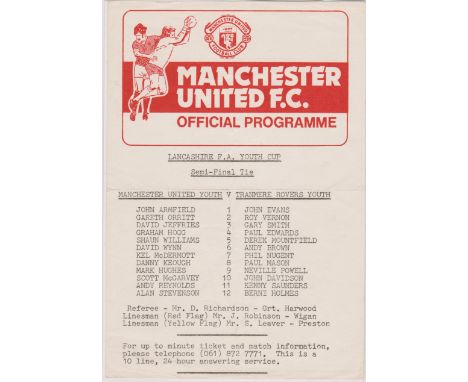 MANCHESTER
UNITED F.C.
OFFICIAL PROGRAMME
LANCASHIRE F.A. YOUTH CUP
Semi-Final Tie
MANCHESTER UNITED YOUTH V TRANMERE ROVERS YOUTH
JOHN ARMFIELD 1 JOHN EVANS
GARETH ORRITT 2 ROY VERNON
DAVID JEFFRIES 3 GARY SMITH
GRAHAM HOGG 4 PAUL EDWARDS
SHAUN WILLIAMS 5 DEREK MOUNTFIELD
DAVID WYNN 6 ANDY BROWN
KEL McDERMOTT 7 PHIL NUGENT
DANNY KEOUGH 8 PAUL MASON
MARK HUGHES 9 NEVILLE POWELL
SCOTT McGARVEY 10 JOHN DAVIDSON
ANDY REYNOLDS 11 KENNY SAUNDERS
ALAN STEVENSON 12 BERNI HOLMES
Referee - Mr. D. Richardson - Grt. Harwood
Linesman (Red Flag) Mr. J. Robinson - Wigan
Linesman (Yellow Flag) Mr. S. Leaver - Preston
For up to minute ticket and match information,
please telephone (061) 872 7771. This is a
10 line, 24 hour answering service.